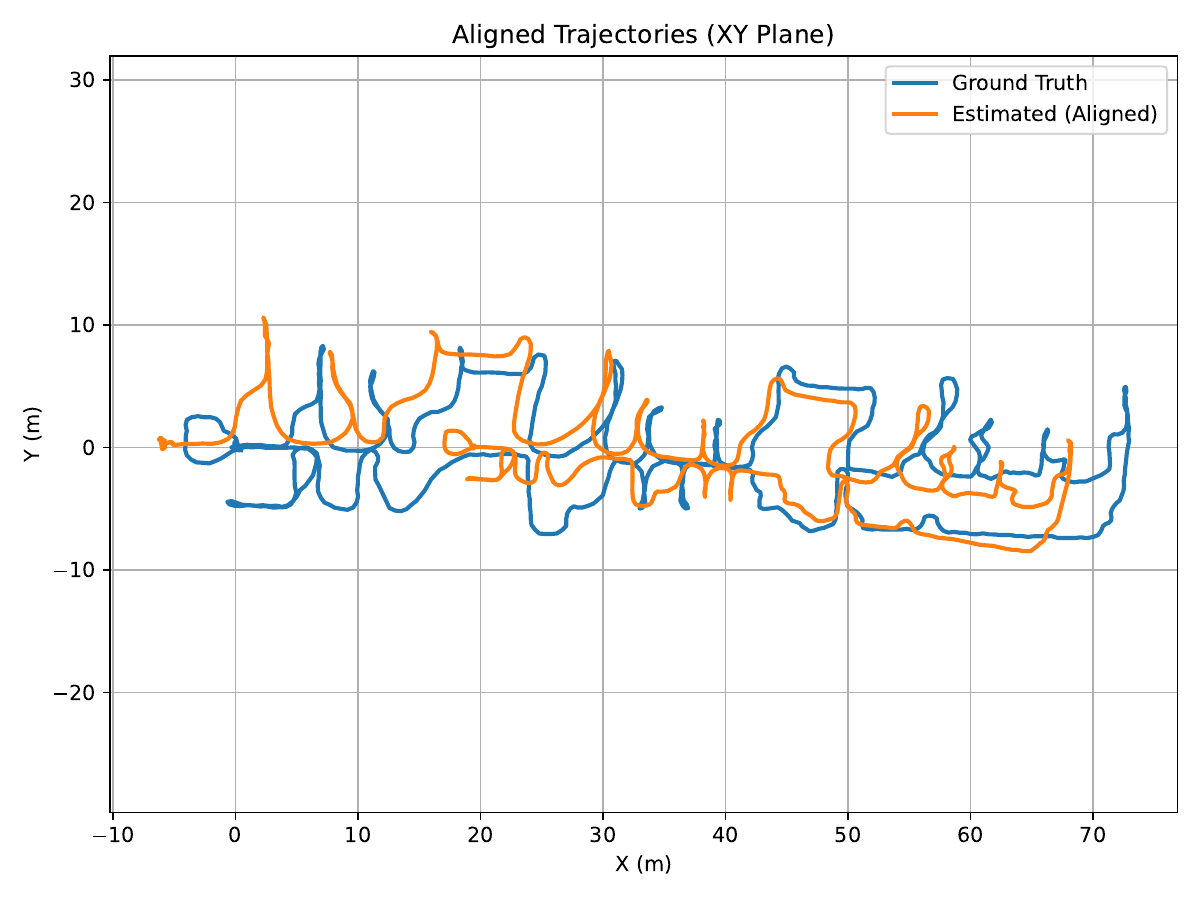 Aligned Trajectories (XY Plane)
Ground Truth
Estimated (Aligned)
30
20
10
0
−10
−20
Y (m)
−10 0 10 20 30 40 50 60 70
X (m)